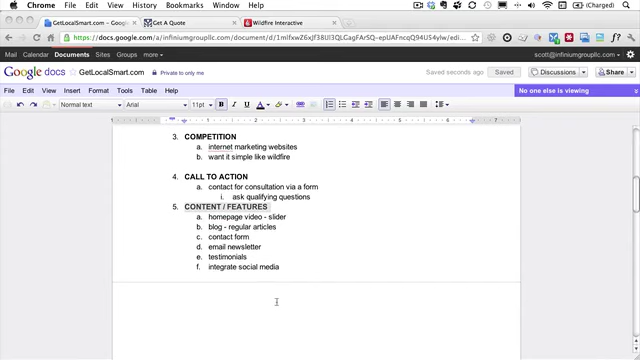 Chrome File Edit View History Bookmarks Window Help (Charged)
GetLocalSmart.com – Google
Get A Quote
Wildfire Interactive
https://docs.google.com/a/infiniumgroupllc.com/document/d/
Mail Calendar Documents Sites Groups More
scott@infiniumgroupllc.com
Google docs GetLocalSmart.com Private to only me Saved seconds ago Saved Discussions Share
File Edit View Insert Format Tools Table Help No one else is viewing
Normal text Arial 11pt B I U A
3. COMPETITION
a. internet marketing websites
b. want it simple like wildfire
4. CALL TO ACTION
a. contact for consultation via a form
i. ask qualifying questions
5. CONTENT / FEATURES
a. homepage video - slider
b. blog - regular articles
c. contact form
d. email newsletter
e. testimonials
f. integrate social media